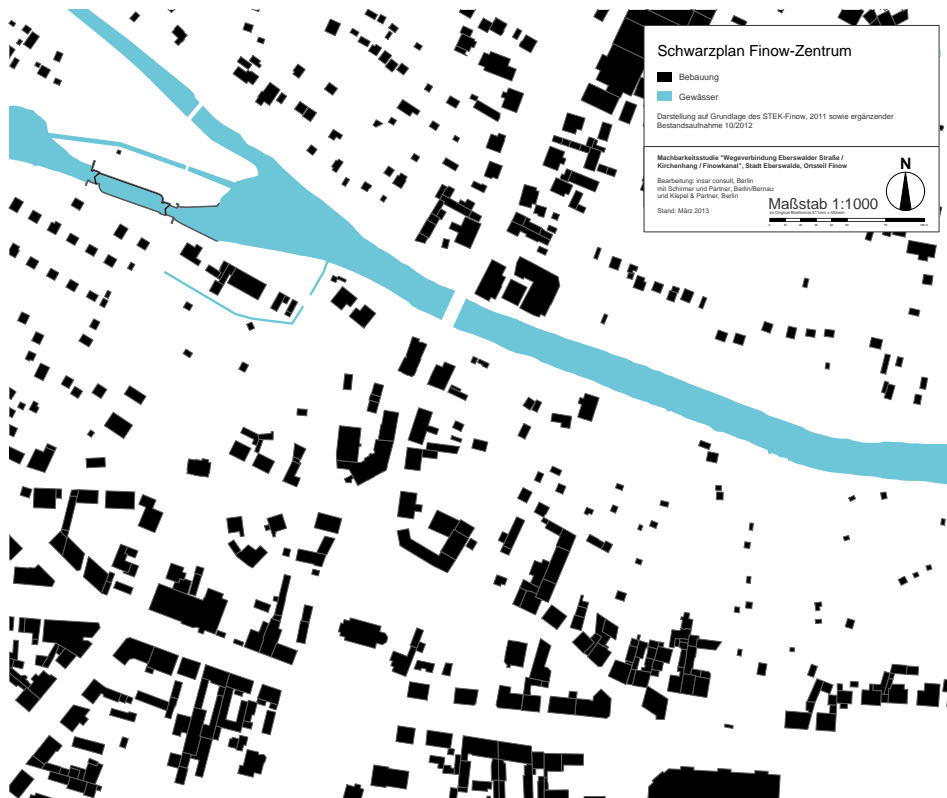 Schwarzplan Finow-Zentrum
Bebauung
Gewässer
Darstellung auf Grundlage des STEK-Finow, 2011 sowie ergänzender
Bestandsaufnahme 10/2012
Machbarkeitsstudie "Wegeverbindung Eberswalder Straße /
Kirchenhang / Finowkanal", Stadt Eberswalde, Ortsteil Finow
Bearbeitung: insar consult, Berlin
mit Schirmer und Partner, Berlin/Bernau
und Klepel & Partner, Berlin
Stand: März 2013
N
Maßstab 1:1000